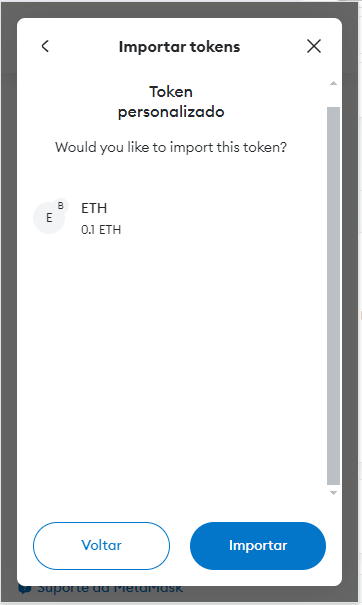 Importar tokens
Token
personalizado
Would you like to import this token?
B
E
ETH
0.1 ETH
Voltar
Importar
Suporte da MetaMask